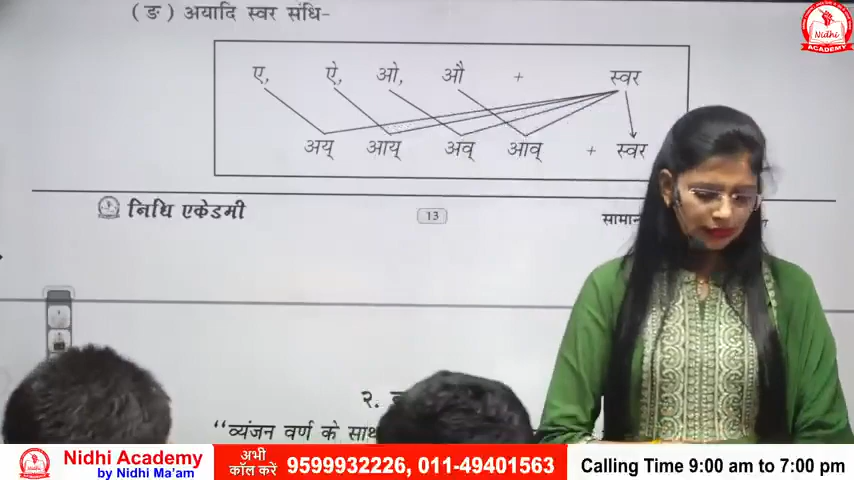 ( ङ ) अयादि स्वर संधि-
ए, ऐ, ओ, औ + स्वर
अय् आय् अव् आव् + स्वर
निधि एकेडमी 13
२.
“व्यंजन वर्ण के साथ
Nidhi
ACADEMY
Nidhi Academy
by Nidhi Ma'am
अभी
कॉल करें
9599932226, 011-49401563
Calling Time 9:00 am to 7:00 pm